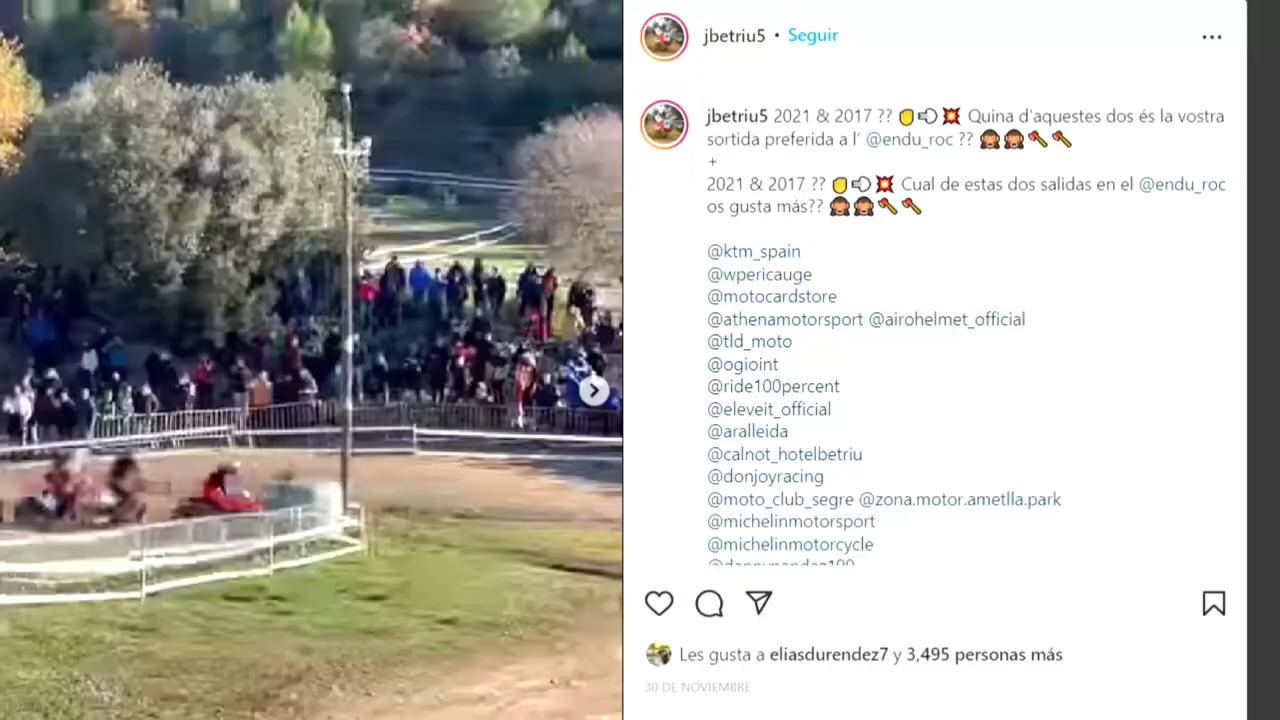 jbetriu5 • Seguir
jbetriu5 2021 & 2017 ?? Quina d'aquestes dos és la vostra
sortida preferida a l' @endu_roc ??
+
2021 & 2017 ?? Cual de estas dos salidas en el @endu_roc
os gusta más??
@ktm_spain
@wpericauge
@motocardstore
@athenamotorsport @airohelmet_official
@tld_moto
@ogioint
@ride100percent
@eleveit_official
@aralleida
@calnot_hotelbetriu
@donjoyracing
@moto_club_segre @zona.motor.ametlla.park
@michelinmotorsport
@michelinmotorcycle
Les gusta a eliasdurendez7 y 3,495 personas más
30 DE NOVIEMBRE